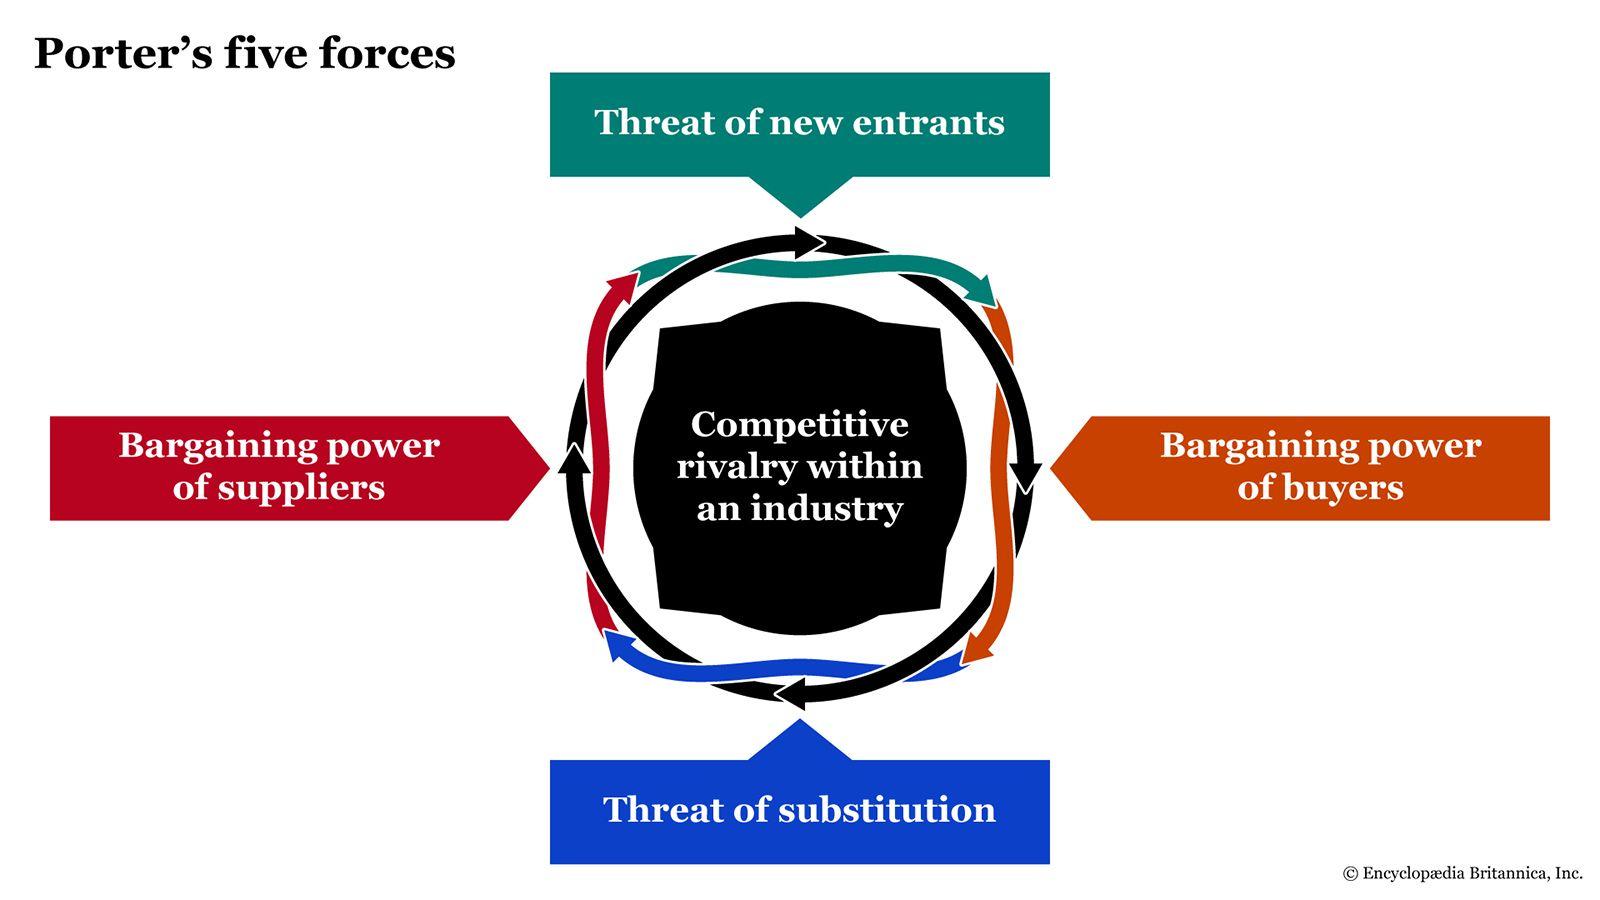 Porter’s five forces
Threat of new entrants
Bargaining power
of suppliers
Competitive
rivalry within
an industry
Bargaining power
of buyers
Threat of substitution
© Encyclopædia Britannica, Inc.